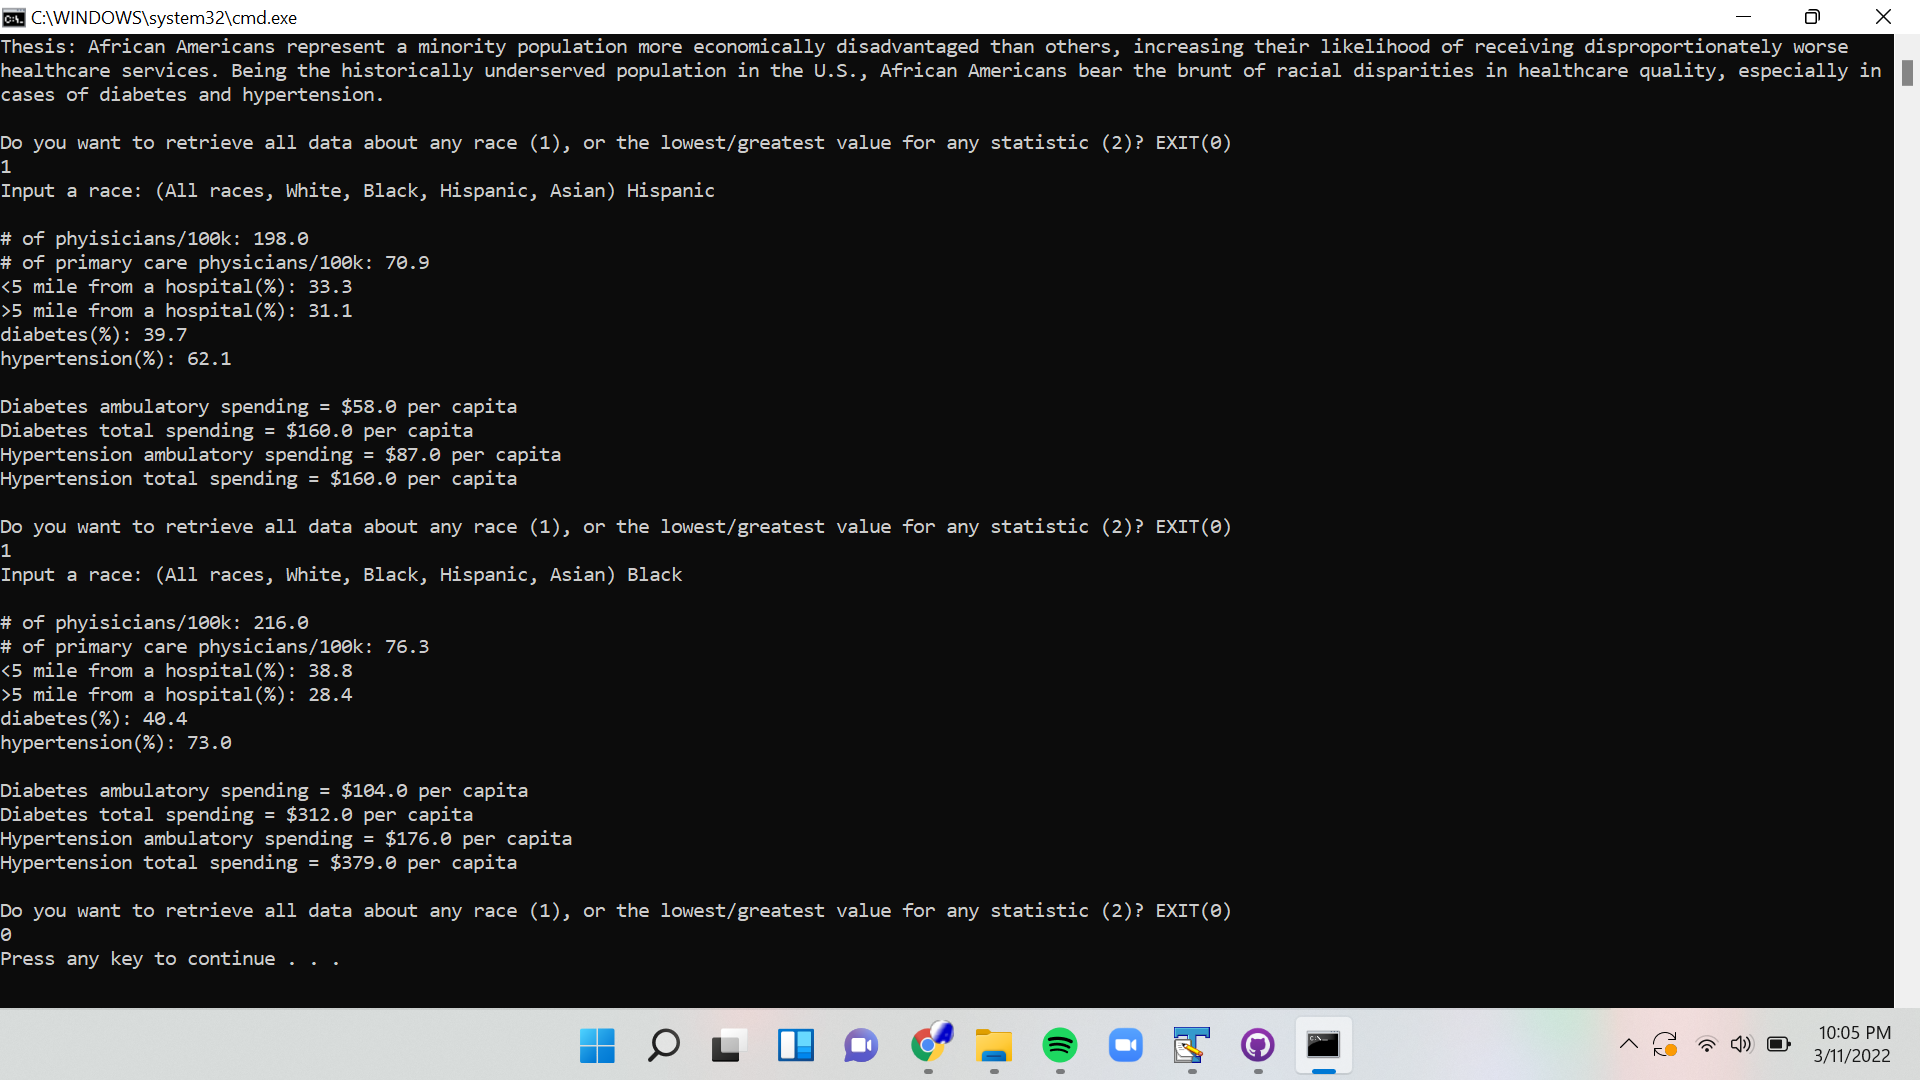 C:\WINDOWS\system32\cmd.exe
Thesis: African Americans represent a minority population more economically disadvantaged than others, increasing their likelihood of receiving disproportionately worse
healthcare services. Being the historically underserved population in the U.S., African Americans bear the brunt of racial disparities in healthcare quality, especially in
cases of diabetes and hypertension.
Do you want to retrieve all data about any race (1), or the lowest/greatest value for any statistic (2)? EXIT(0)
1
Input a race: (All races, White, Black, Hispanic, Asian) Hispanic
# of phyisicians/100k: 198.0
# of primary care physicians/100k: 70.9
<5 mile from a hospital(%): 33.3
>5 mile from a hospital(%): 31.1
diabetes(%): 39.7
hypertension(%): 62.1
Diabetes ambulatory spending = $58.0 per capita
Diabetes total spending = $160.0 per capita
Hypertension ambulatory spending = $87.0 per capita
Hypertension total spending = $160.0 per capita
Do you want to retrieve all data about any race (1), or the lowest/greatest value for any statistic (2)? EXIT(0)
1
Input a race: (All races, White, Black, Hispanic, Asian) Black
# of phyisicians/100k: 216.0
# of primary care physicians/100k: 76.3
<5 mile from a hospital(%): 38.8
>5 mile from a hospital(%): 28.4
diabetes(%): 40.4
hypertension(%): 73.0
Diabetes ambulatory spending = $104.0 per capita
Diabetes total spending = $312.0 per capita
Hypertension ambulatory spending = $176.0 per capita
Hypertension total spending = $379.0 per capita
Do you want to retrieve all data about any race (1), or the lowest/greatest value for any statistic (2)? EXIT(0)
0
Press any key to continue . . .
10:05 PM
3/11/2022